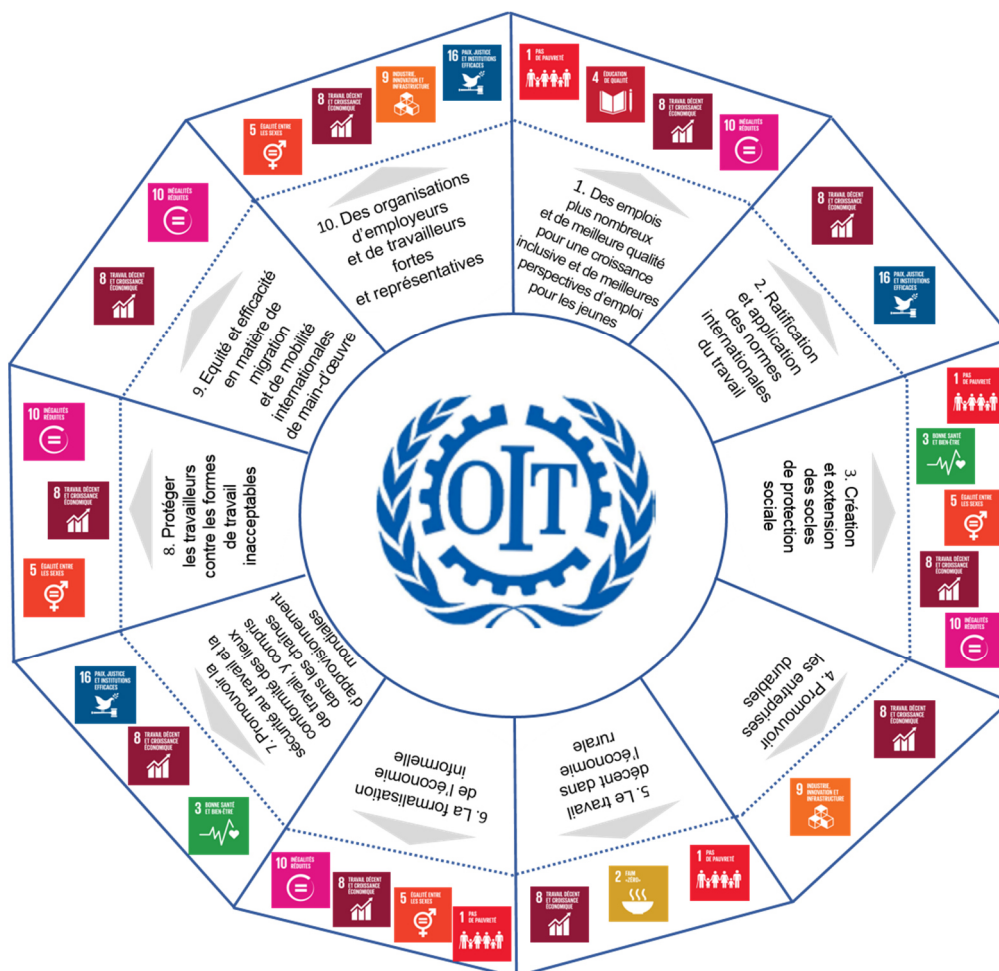 1. Des emplois
plus nombreux
et de meilleure qualité
pour une croissance
inclusive et de meilleures
perspectives d'emploi
pour les jeunes
1 PAS
DE PAUVRETÉ
4 ÉDUCATION
DE QUALITÉ
8 TRAVAIL DÉCENT
ET CROISSANCE
ÉCONOMIQUE
10 INÉGALITÉS
RÉDUITES
2. Ratification
et application
des normes
internationales
du travail
8 TRAVAIL DÉCENT
ET CROISSANCE
ÉCONOMIQUE
16 PAIX, JUSTICE
ET INSTITUTIONS
EFFICACES
3. Création
et extension
des socles
de protection
sociale
1 PAS
DE PAUVRETÉ
3 BONNE SANTÉ
ET BIEN-ÊTRE
5 ÉGALITÉ ENTRE
LES SEXES
8 TRAVAIL DÉCENT
ET CROISSANCE
ÉCONOMIQUE
10 INÉGALITÉS
RÉDUITES
4. Promouvoir
les entreprises
durables
8 TRAVAIL DÉCENT
ET CROISSANCE
ÉCONOMIQUE
9 INDUSTRIE,
INNOVATION ET
INFRASTRUCTURE
5. Le travail
décent dans
l'économie
rurale
1 PAS
DE PAUVRETÉ
2 FAIM
«ZÉRO»
8 TRAVAIL DÉCENT
ET CROISSANCE
ÉCONOMIQUE
6. La formalisation
de l'économie
informelle
1 PAS
DE PAUVRETÉ
5 ÉGALITÉ ENTRE
LES SEXES
8 TRAVAIL DÉCENT
ET CROISSANCE
ÉCONOMIQUE
10 INÉGALITÉS
RÉDUITES
7. Promouvoir la
sécurité au travail et la
conformité des lieux
de travail, y compris
dans les chaînes
d'approvisionnement
mondiales
3 BONNE SANTÉ
ET BIEN-ÊTRE
8 TRAVAIL DÉCENT
ET CROISSANCE
ÉCONOMIQUE
16 PAIX, JUSTICE
ET INSTITUTIONS
EFFICACES
8. Protéger
les travailleurs
contre les formes
de travail
inacceptables
5 ÉGALITÉ ENTRE
LES SEXES
8 TRAVAIL DÉCENT
ET CROISSANCE
ÉCONOMIQUE
10 INÉGALITÉS
RÉDUITES
9. Equité et efficacité
en matière de
migration
et de mobilité
internationales
de main-d'œuvre
8 TRAVAIL DÉCENT
ET CROISSANCE
ÉCONOMIQUE
10 INÉGALITÉS
RÉDUITES
10. Des organisations
d'employeurs
et de travailleurs
fortes
et représentatives
5 ÉGALITÉ ENTRE
LES SEXES
8 TRAVAIL DÉCENT
ET CROISSANCE
ÉCONOMIQUE
9 INDUSTRIE,
INNOVATION ET
INFRASTRUCTURE
16 PAIX, JUSTICE
ET INSTITUTIONS
EFFICACES
OIT